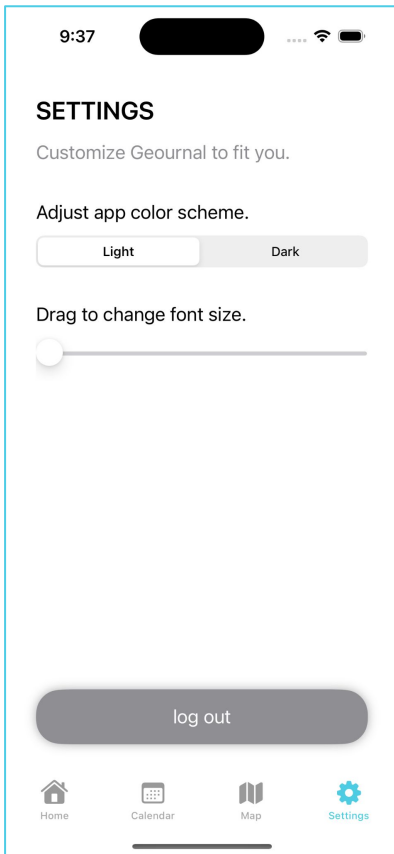 9:37
SETTINGS
Customize Geournal to fit you.
Adjust app color scheme.
Light Dark
Drag to change font size.
log out
Home Calendar Map Settings